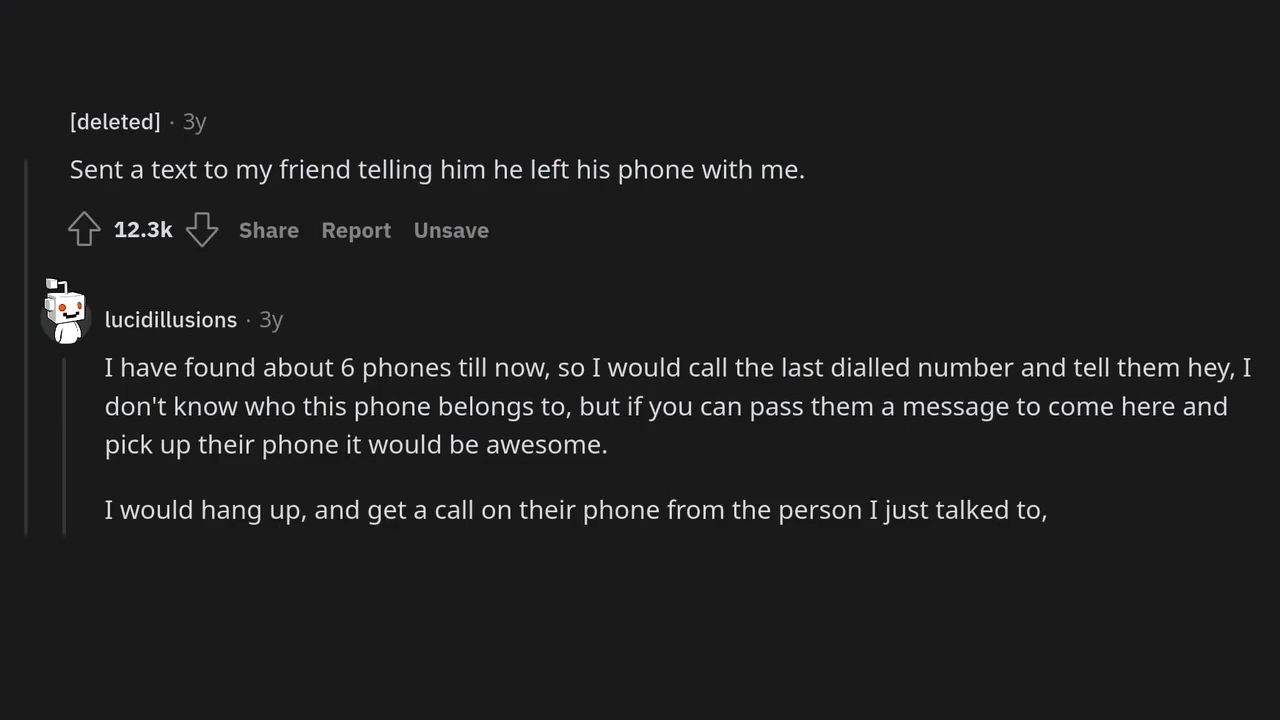 [deleted] · 3y
Sent a text to my friend telling him he left his phone with me.
12.3k Share Report Unsave
lucidillusions · 3y
I have found about 6 phones till now, so I would call the last dialled number and tell them hey, I
don't know who this phone belongs to, but if you can pass them a message to come here and
pick up their phone it would be awesome.
I would hang up, and get a call on their phone from the person I just talked to,